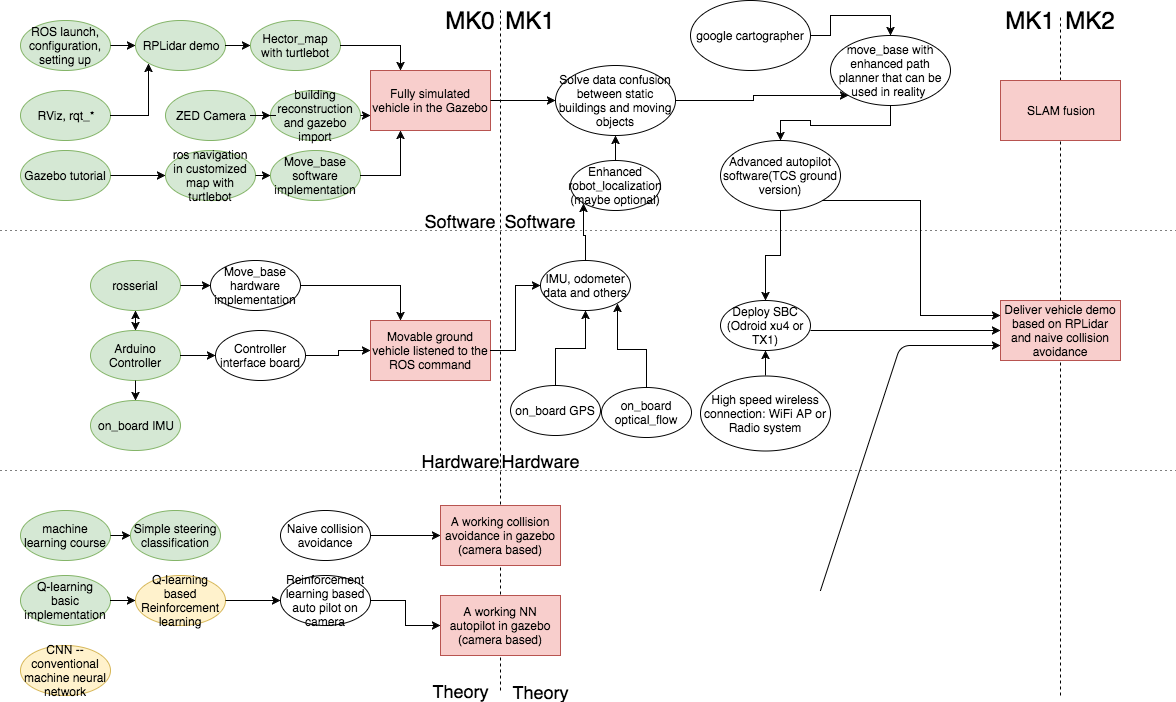 MK0
MK1
MK1
MK2
ROS launch,
configuration,
setting up
RPLidar demo
Hector_map
with turtlebot
google cartographer
move_base with
enhanced path
planner that can be
used in reality
RViz, rqt_*
ZED Camera
building
reconstruction
and gazebo
import
Fully simulated
vehicle in the Gazebo
Solve data confusion
between static
buildings and moving
objects
SLAM fusion
Gazebo tutorial
ros navigation
in customized
map with
turtlebot
Move_base
software
implementation
Enhanced
robot_localization
(maybe optional)
Advanced autopilot
software(TCS ground
version)
Software
Software
rosserial
Move_base
hardware
implementation
IMU, odometer
data and others
Arduino
Controller
Controller
interface board
Movable ground
vehicle listened to the
ROS command
Deploy SBC
(Odroid xu4 or
TX1)
Deliver vehicle demo
based on RPLidar
and naive collision
avoidance
on_board IMU
on_board GPS
on_board
optical_flow
High speed wireless
connection: WiFi AP or
Radio system
Hardware
Hardware
machine
learning course
Simple steering
classification
Naive collision
avoidance
A working collision
avoidance in gazebo
(camera based)
Q-learning
basic
implementation
Q-learning
based
Reinforcement
learning
Reinforcement
learning based
auto pilot on
camera
A working NN
autopilot in gazebo
(camera based)
CNN --
conventional
machine neural
network
Theory
Theory